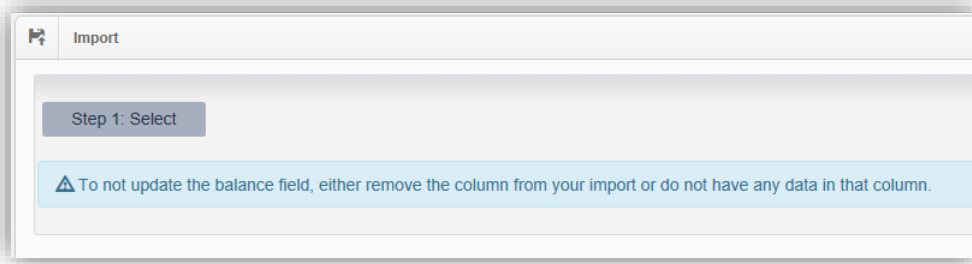 Import
Step 1: Select
To not update the balance field, either remove the column from your import or do not have any data in that column.